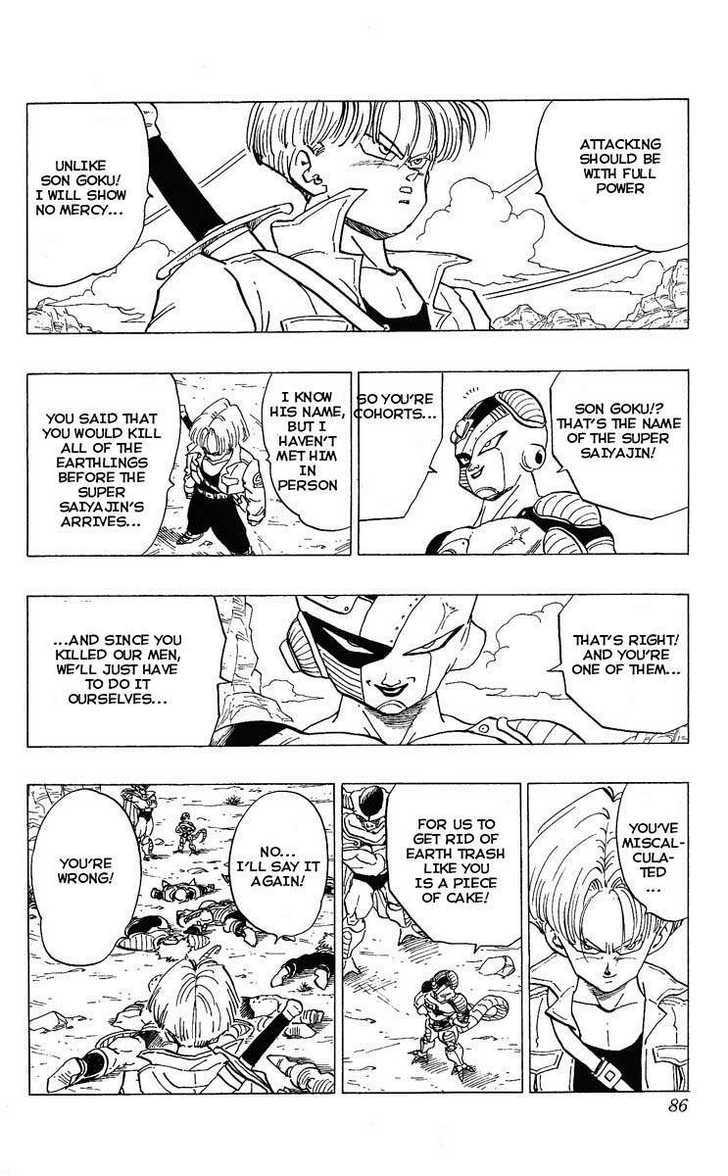 ATTACKING
SHOULD BE
WITH FULL
POWER
UNLIKE
SON GOKU!
I WILL SHOW
NO MERCY...
SON GOKU!?
THAT'S THE NAME
OF THE SUPER
SAIYAJIN!
SO YOU'RE
COHORTS...
I KNOW
HIS NAME,
BUT I
HAVEN'T
MET HIM
IN
PERSON
YOU SAID THAT
YOU WOULD KILL
ALL OF THE
EARTHLINGS
BEFORE THE
SUPER
SAIYAJIN'S
ARRIVES...
THAT'S RIGHT!
AND YOU'RE
ONE OF THEM...
...AND SINCE YOU
KILLED OUR MEN,
WE'LL JUST HAVE
TO DO IT
OURSELVES...
YOU'VE
MISCAL-
CULA-
TED
...
FOR US TO
GET RID OF
EARTH TRASH
LIKE YOU
IS A PIECE
OF CAKE!
NO...
I'LL SAY IT
AGAIN!
YOU'RE
WRONG!
86